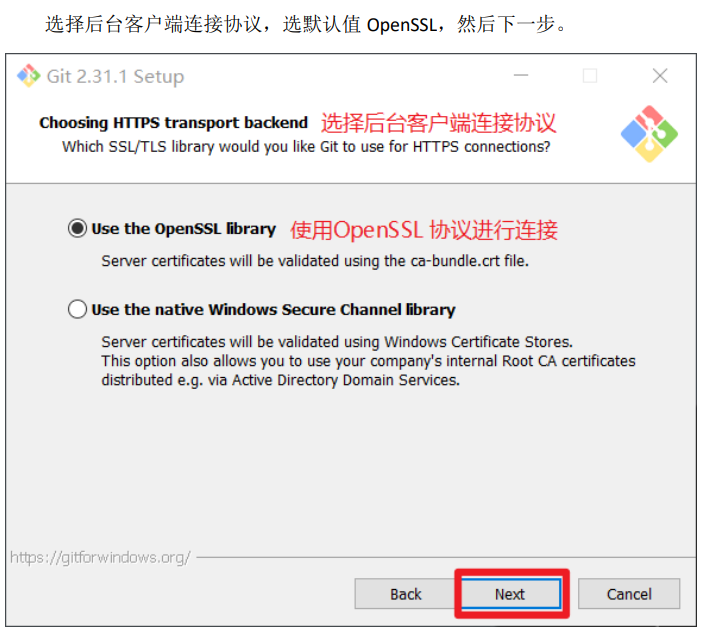 选择后台客户端连接协议，选默认值 OpenSSL，然后下一步。
Git 2.31.1 Setup
Choosing HTTPS transport backend 选择后台客户端连接协议
Which SSL/TLS library would you like Git to use for HTTPS connections?
Use the OpenSSL library 使用OpenSSL 协议进行连接
Server certificates will be validated using the ca-bundle.crt file.
Use the native Windows Secure Channel library
Server certificates will be validated using Windows Certificate Stores.
This option also allows you to use your company's internal Root CA certificates
distributed e.g. via Active Directory Domain Services.
https://gitforwindows.org/
Back Next Cancel